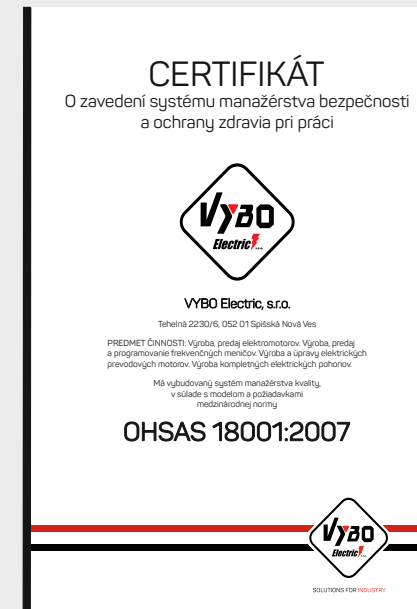 CERTIFIKÁT
O zavedení systému manažérstva bezpečnosti
a ochrany zdravia pri práci
VYBO
Electric
VYBO Electric, s.r.o.
Tehelná 2230/6, 052 01 Spišská Nová Ves
PREDMET ČINNOSTI: Výroba, predaj elektromotorov. Výroba, predaj
a programovanie frekvenčných meničov. Výroba a úpravy elektrických
prevodových motorov. Výroba kompletných elektrických pohonov.
Má vybudovaný systém manažérstva kvality,
v súlade s modelom a požiadavkami
medzinárodnej normy
OHSAS 18001:2007
VYBO
Electric
SOLUTIONS FOR INDUSTRY